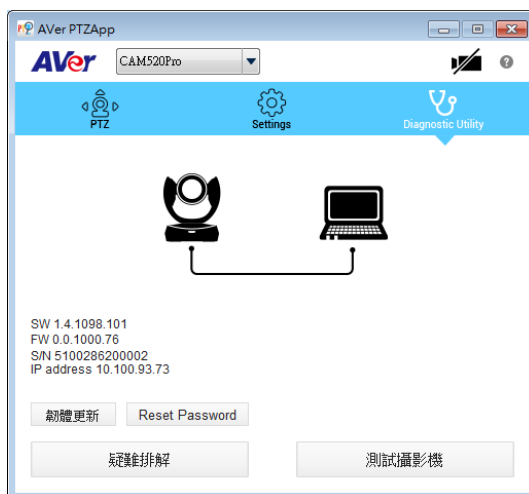 AVer PTZApp
AVer CAM520Pro
PTZ Settings Diagnostic Utility
SW 1.4.1098.101
FW 0.0.1000.76
S/N 5100286200002
IP address 10.100.93.73
韌體更新 Reset Password
疑難排解 測試攝影機